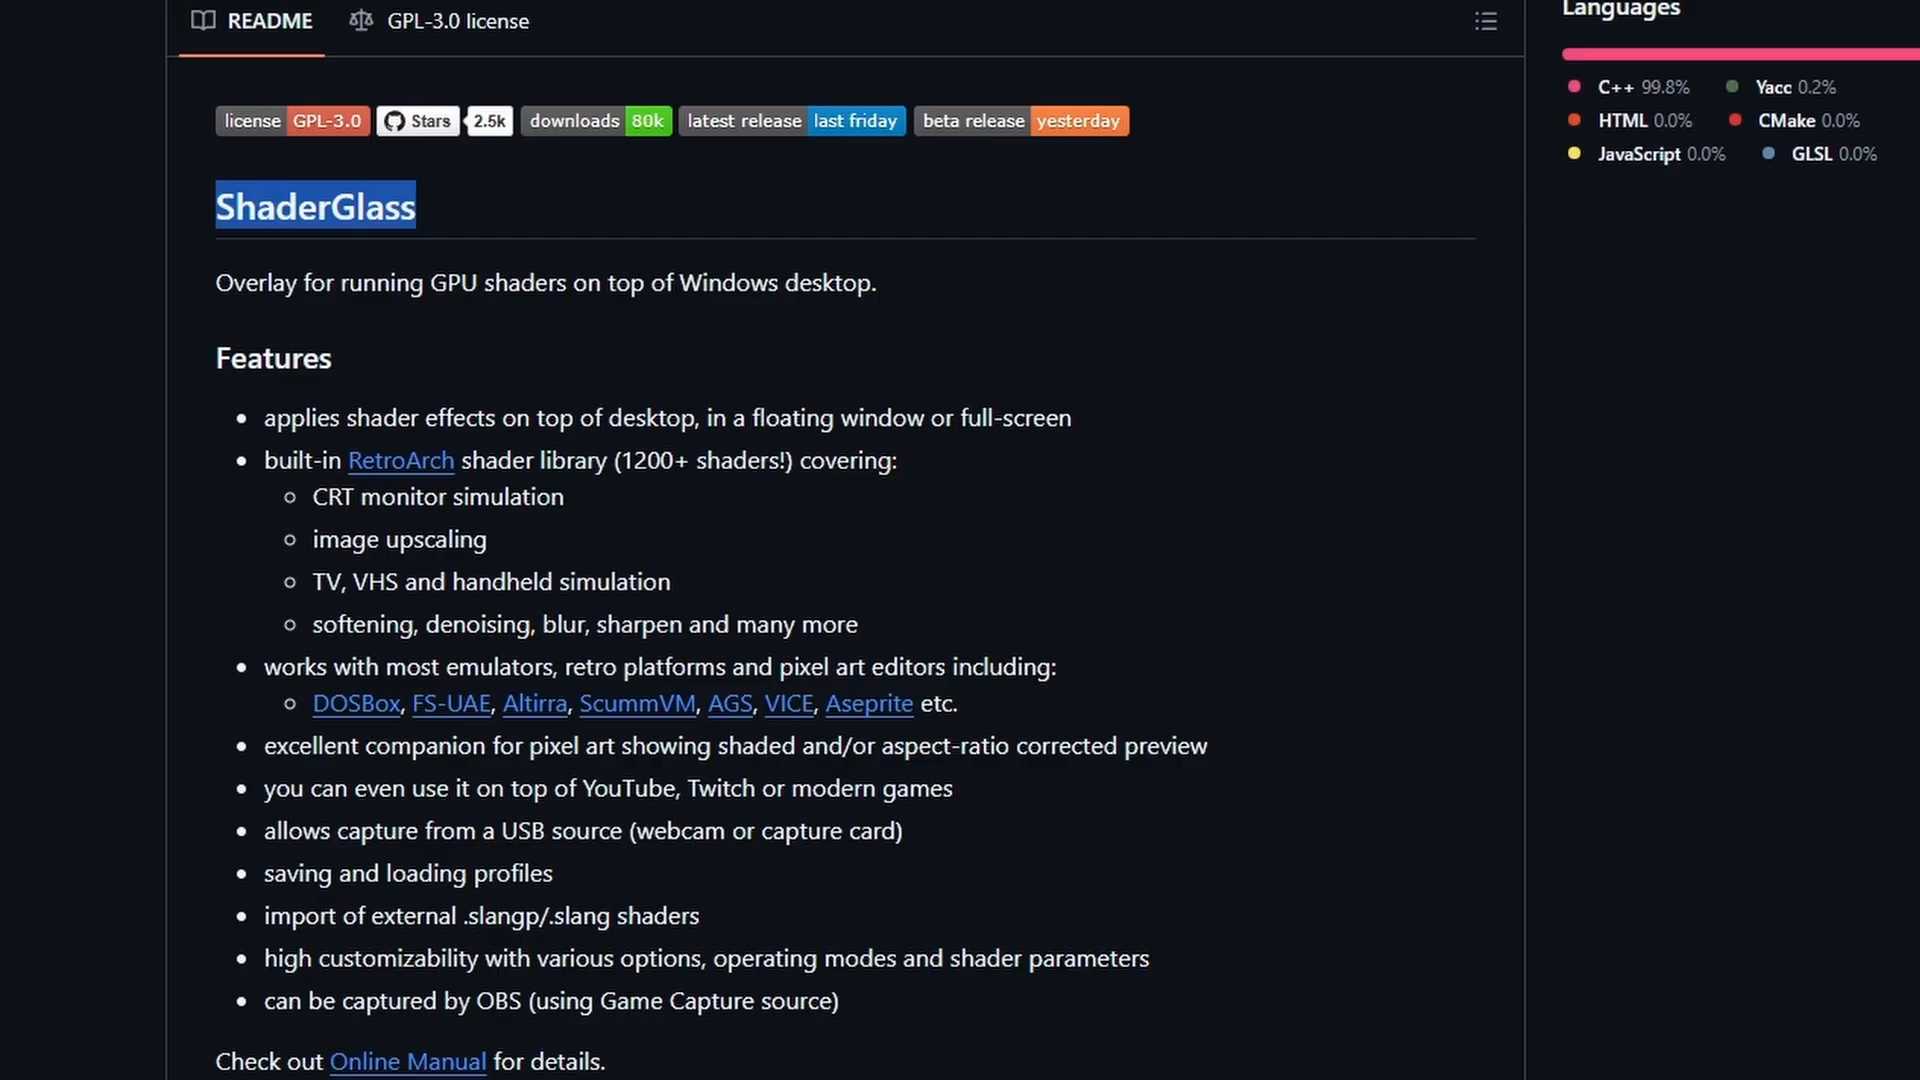 README
GPL-3.0 license
Languages
C++ 99.8%
Yacc 0.2%
HTML 0.0%
CMake 0.0%
JavaScript 0.0%
GLSL 0.0%
license GPL-3.0
Stars 2.5k
downloads 80k
latest release last friday
beta release yesterday
ShaderGlass
Overlay for running GPU shaders on top of Windows desktop.
Features
applies shader effects on top of desktop, in a floating window or full-screen
built-in RetroArch shader library (1200+ shaders!) covering:
CRT monitor simulation
image upscaling
TV, VHS and handheld simulation
softening, denoising, blur, sharpen and many more
works with most emulators, retro platforms and pixel art editors including:
DOSBox, FS-UAE, Altirra, ScummVM, AGS, VICE, Aseprite etc.
excellent companion for pixel art showing shaded and/or aspect-ratio corrected preview
you can even use it on top of YouTube, Twitch or modern games
allows capture from a USB source (webcam or capture card)
saving and loading profiles
import of external .slangp/.slang shaders
high customizability with various options, operating modes and shader parameters
can be captured by OBS (using Game Capture source)
Check out Online Manual for details.